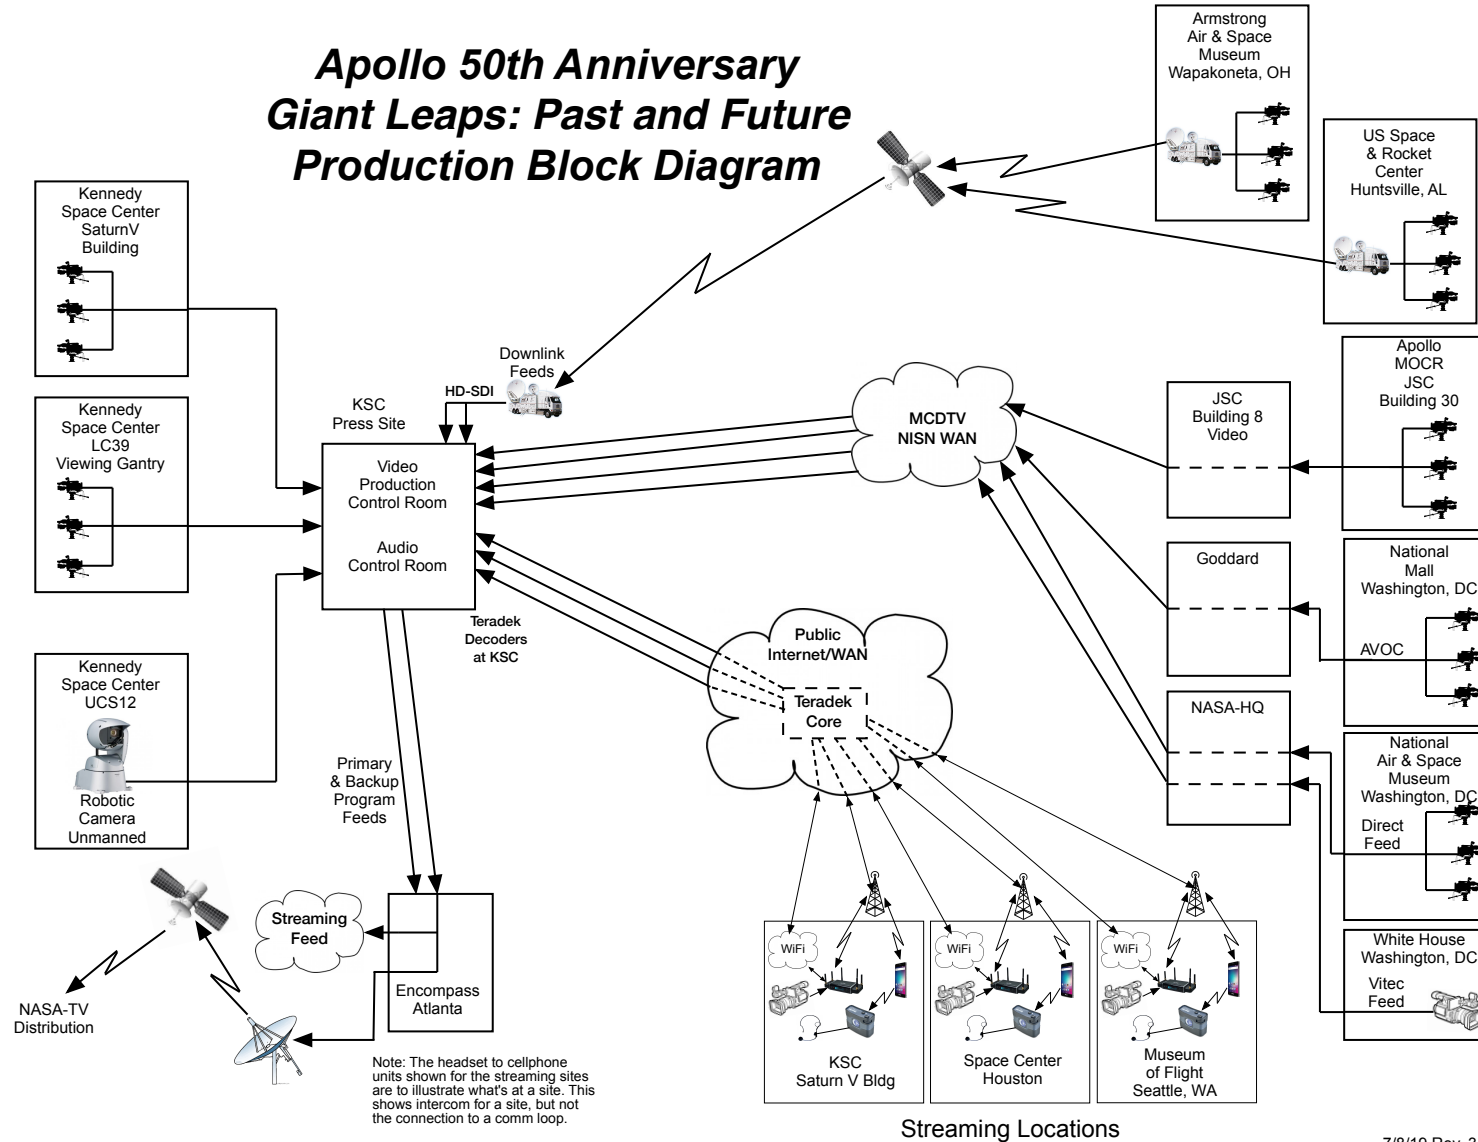 Apollo 50th Anniversary
Giant Leaps: Past and Future
Production Block Diagram
Armstrong
Air & Space
Museum
Wapakoneta, OH
US Space
& Rocket
Center
Huntsville, AL
Kennedy
Space Center
SaturnV
Building
Downlink
Feeds
HD-SDI
KSC
Press Site
Kennedy
Space Center
LC39
Viewing Gantry
Video
Production
Control Room
Audio
Control Room
MCDTV
NISN WAN
JSC
Building 8
Video
Apollo
MOCR
JSC
Building 30
Goddard
National
Mall
Washington, DC
AVOC
Teradek
Decoders
at KSC
Public
Internet/WAN
Teradek
Core
NASA-HQ
National
Air & Space
Museum
Washington, DC
Direct
Feed
Kennedy
Space Center
UCS12
Robotic
Camera
Unmanned
Primary
& Backup
Program
Feeds
Streaming
Feed
Encompass
Atlanta
NASA-TV
Distribution
White House
Washington, DC
Vitec
Feed
WiFi
WiFi
WiFi
KSC
Saturn V Bldg
Space Center
Houston
Museum
of Flight
Seattle, WA
Note: The headset to cellphone
units shown for the streaming sites
are to illustrate what's at a site. This
shows intercom for a site, but not
the connection to a comm loop.
Streaming Locations
7/8/19 Rev. 3